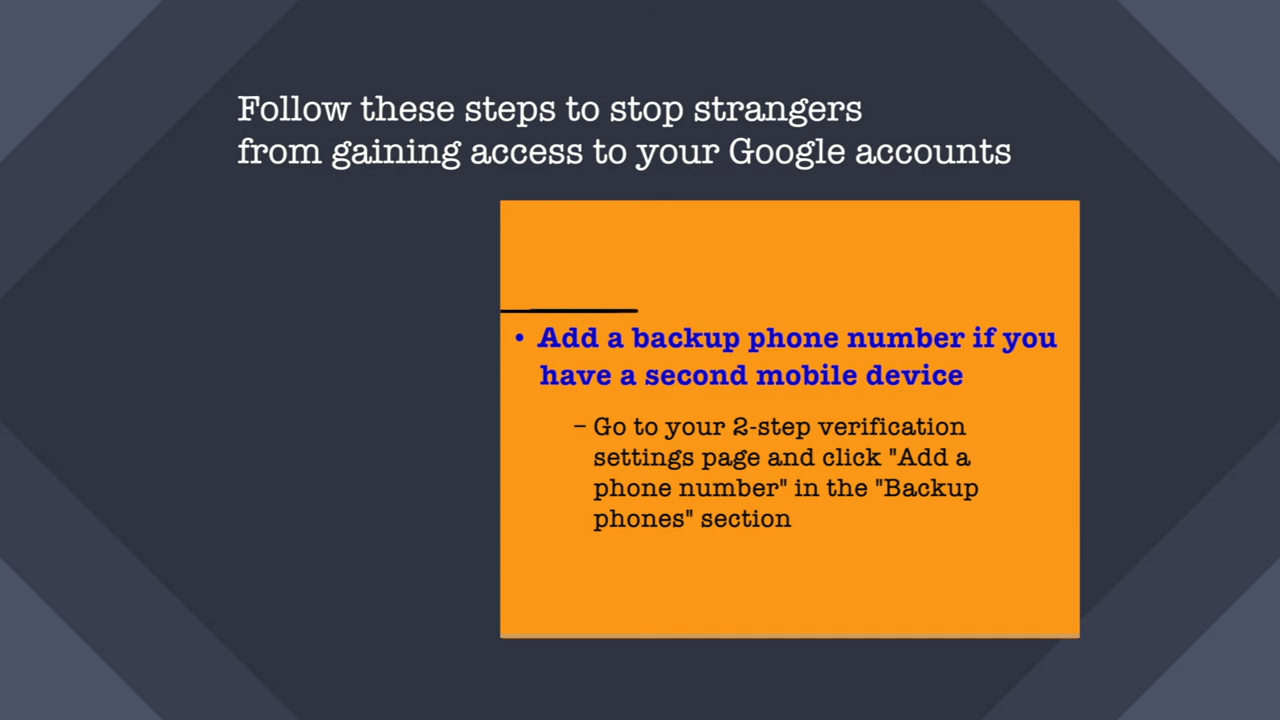 Follow these steps to stop strangers
from gaining access to your Google accounts
• Add a backup phone number if you
have a second mobile device
– Go to your 2-step verification
settings page and click "Add a
phone number" in the "Backup
phones" section